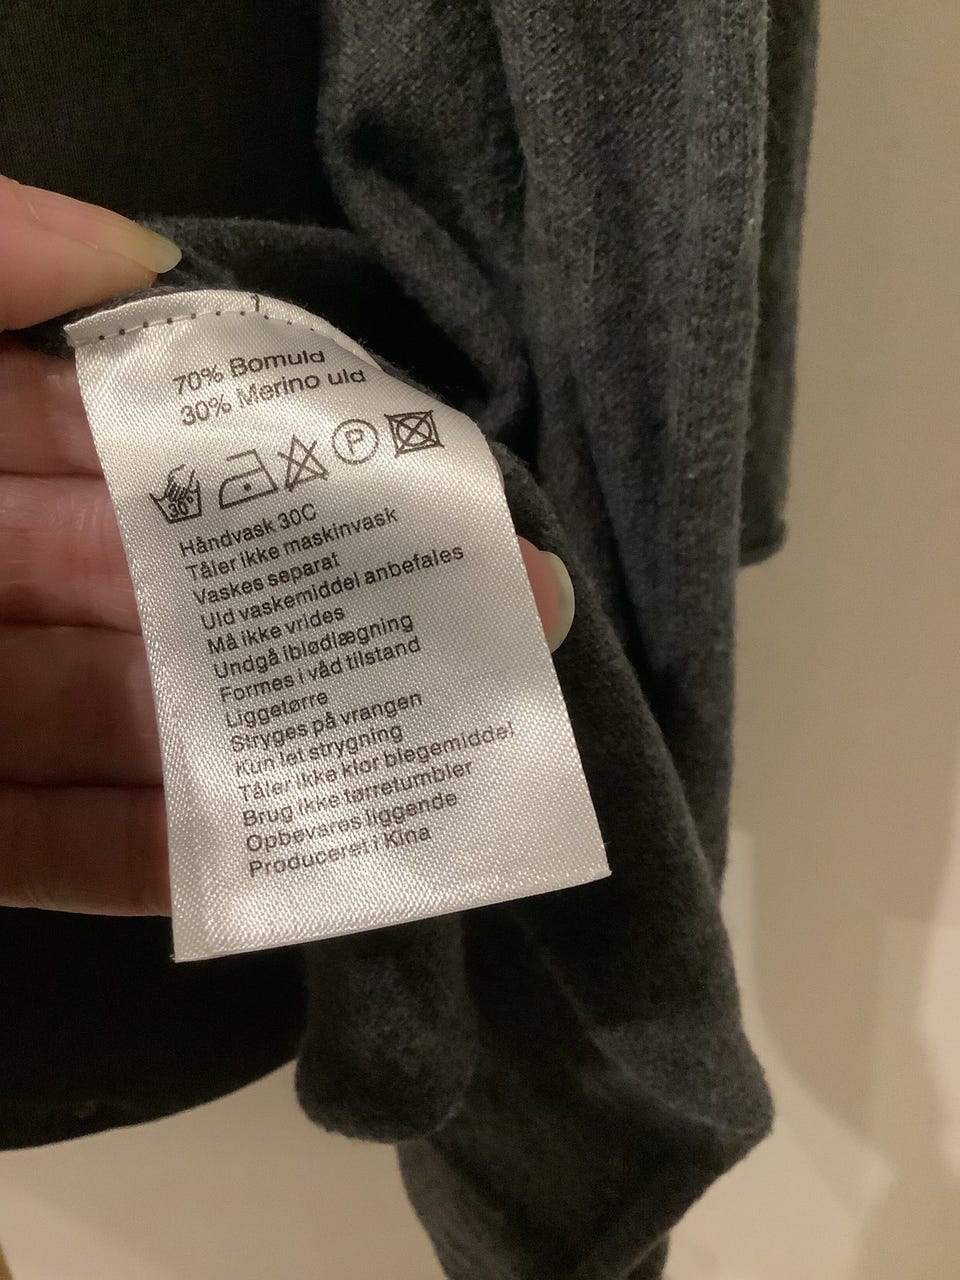 70% Bomuld
30% Merino uld
30° P
Håndvask 30C
Tåler ikke maskinvask
Vaskes separat
Uld vaskemiddel anbefales
Må ikke vrides
Undgå iblødlægning
Formes i våd tilstand
Liggetørre
Stryges på vrangen
Kun let strygning
Tåler ikke klor blegemiddel
Brug ikke tørretumbler
Opbevares liggende
Produceret i Kina